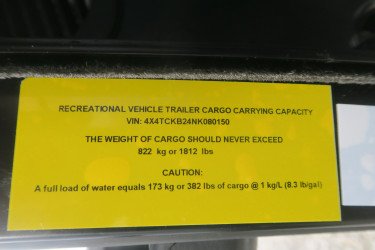 RECREATIONAL VEHICLE TRAILER CARGO CARRYING CAPACITY
VIN: 4X4TCKB24NK080150
THE WEIGHT OF CARGO SHOULD NEVER EXCEED
822 kg or 1812 lbs
CAUTION:
A full load of water equals 173 kg or 382 lbs of cargo @ 1 kg/L (8.3 lb/gal)